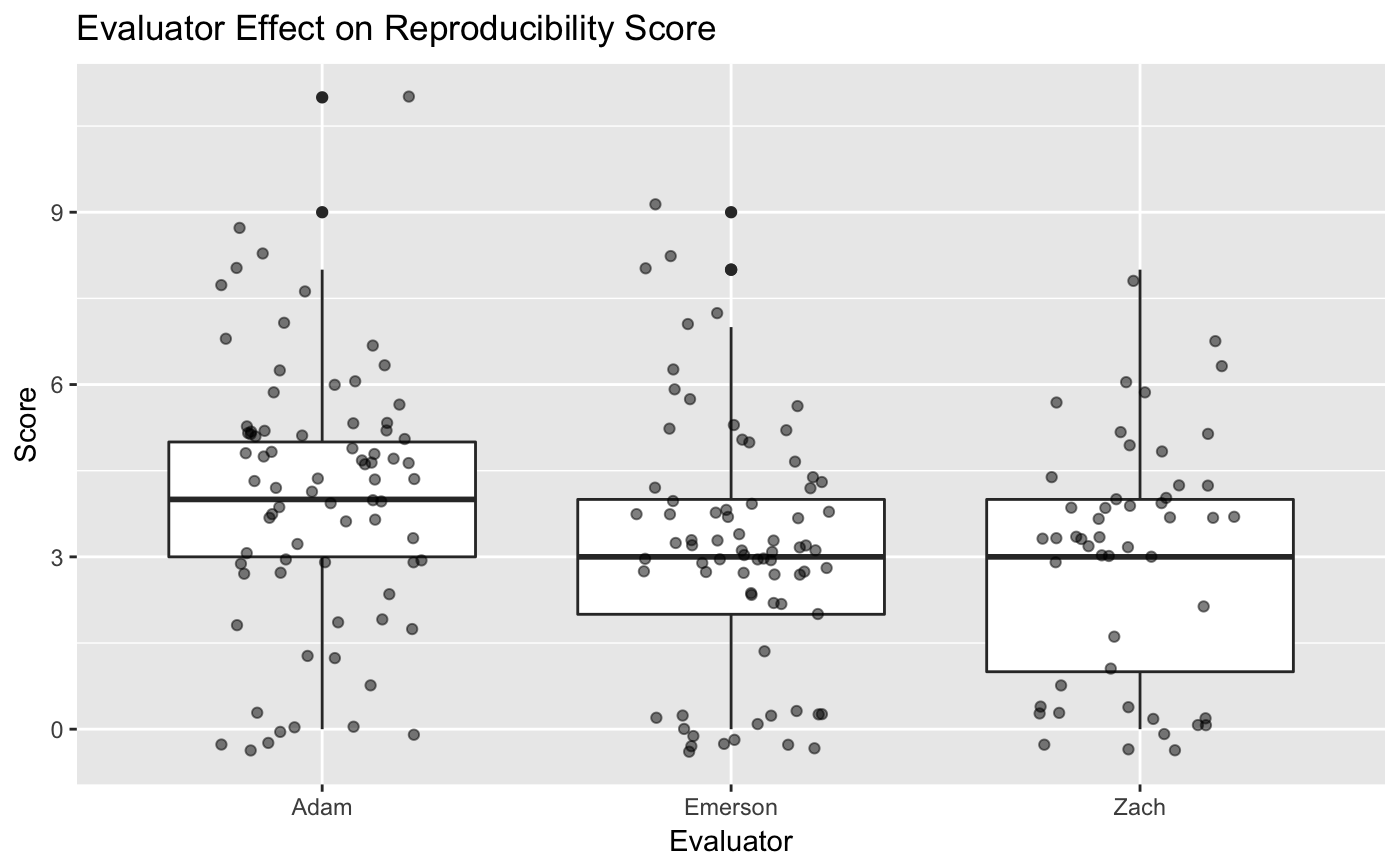 Evaluator Effect on Reproducibility Score
Score
9
6
3
0
Adam
Emerson
Zach
Evaluator